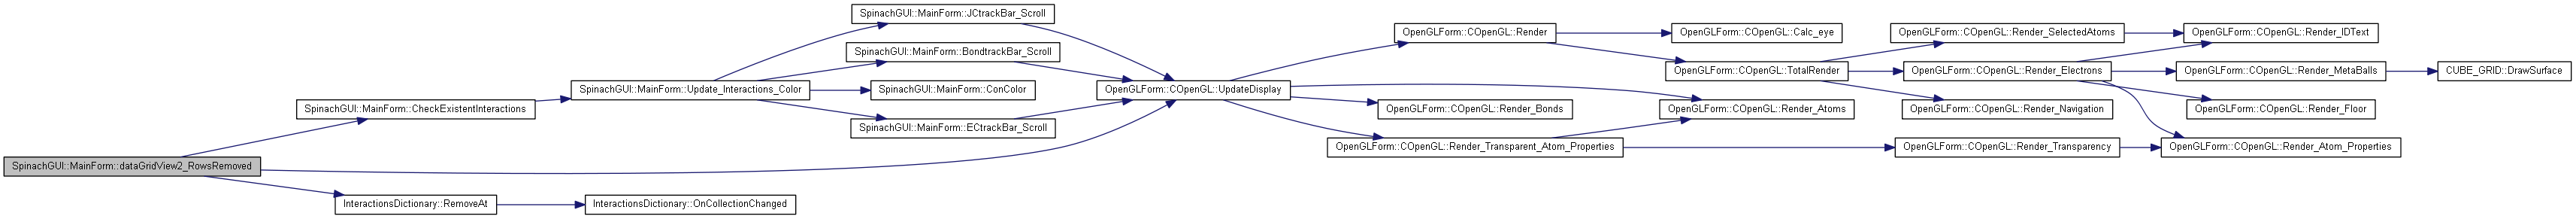 SpinachGUI::MainForm::dataGridView2_RowsRemoved
SpinachGUI::MainForm::CheckExistentInteractions
InteractionsDictionary::RemoveAt
SpinachGUI::MainForm::Update_Interactions_Color
InteractionsDictionary::OnCollectionChanged
SpinachGUI::MainForm::JCtrackBar_Scroll
SpinachGUI::MainForm::BondtrackBar_Scroll
SpinachGUI::MainForm::ConColor
SpinachGUI::MainForm::ECtrackBar_Scroll
OpenGLForm::COpenGL::UpdateDisplay
OpenGLForm::COpenGL::Render
OpenGLForm::COpenGL::Render_Bonds
OpenGLForm::COpenGL::Render_Transparent_Atom_Properties
OpenGLForm::COpenGL::Calc_eye
OpenGLForm::COpenGL::TotalRender
OpenGLForm::COpenGL::Render_Atoms
OpenGLForm::COpenGL::Render_SelectedAtoms
OpenGLForm::COpenGL::Render_Electrons
OpenGLForm::COpenGL::Render_Navigation
OpenGLForm::COpenGL::Render_Transparency
OpenGLForm::COpenGL::Render_IDText
OpenGLForm::COpenGL::Render_MetaBalls
OpenGLForm::COpenGL::Render_Floor
OpenGLForm::COpenGL::Render_Atom_Properties
CUBE_GRID::DrawSurface